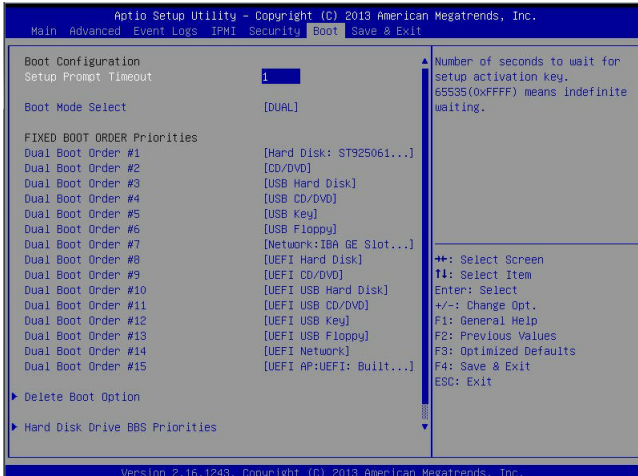 Aptio Setup Utility – Copyright (C) 2013 American Megatrends, Inc.
Main Advanced Event Logs IPMI Security Boot Save & Exit
Boot Configuration
Setup Prompt Timeout 1
Boot Mode Select [DUAL]
FIXED BOOT ORDER Priorities
Dual Boot Order #1 [Hard Disk: ST925061...]
Dual Boot Order #2 [CD/DVD]
Dual Boot Order #3 [USB Hard Disk]
Dual Boot Order #4 [USB CD/DVD]
Dual Boot Order #5 [USB Key]
Dual Boot Order #6 [USB Floppy]
Dual Boot Order #7 [Network:IBA GE Slot...]
Dual Boot Order #8 [UEFI Hard Disk]
Dual Boot Order #9 [UEFI CD/DVD]
Dual Boot Order #10 [UEFI USB Hard Disk]
Dual Boot Order #11 [UEFI USB CD/DVD]
Dual Boot Order #12 [UEFI USB Key]
Dual Boot Order #13 [UEFI USB Floppy]
Dual Boot Order #14 [UEFI Network]
Dual Boot Order #15 [UEFI AP:UEFI: Built...]
Delete Boot Option
Hard Disk Drive BBS Priorities
Number of seconds to wait for
setup activation key.
65535(0xFFFF) means indefinite
waiting.
→←: Select Screen
↑↓: Select Item
Enter: Select
+/-: Change Opt.
F1: General Help
F2: Previous Values
F3: Optimized Defaults
F4: Save & Exit
ESC: Exit
Version 2.16.1243. Copyright (C) 2013 American Megatrends, Inc.